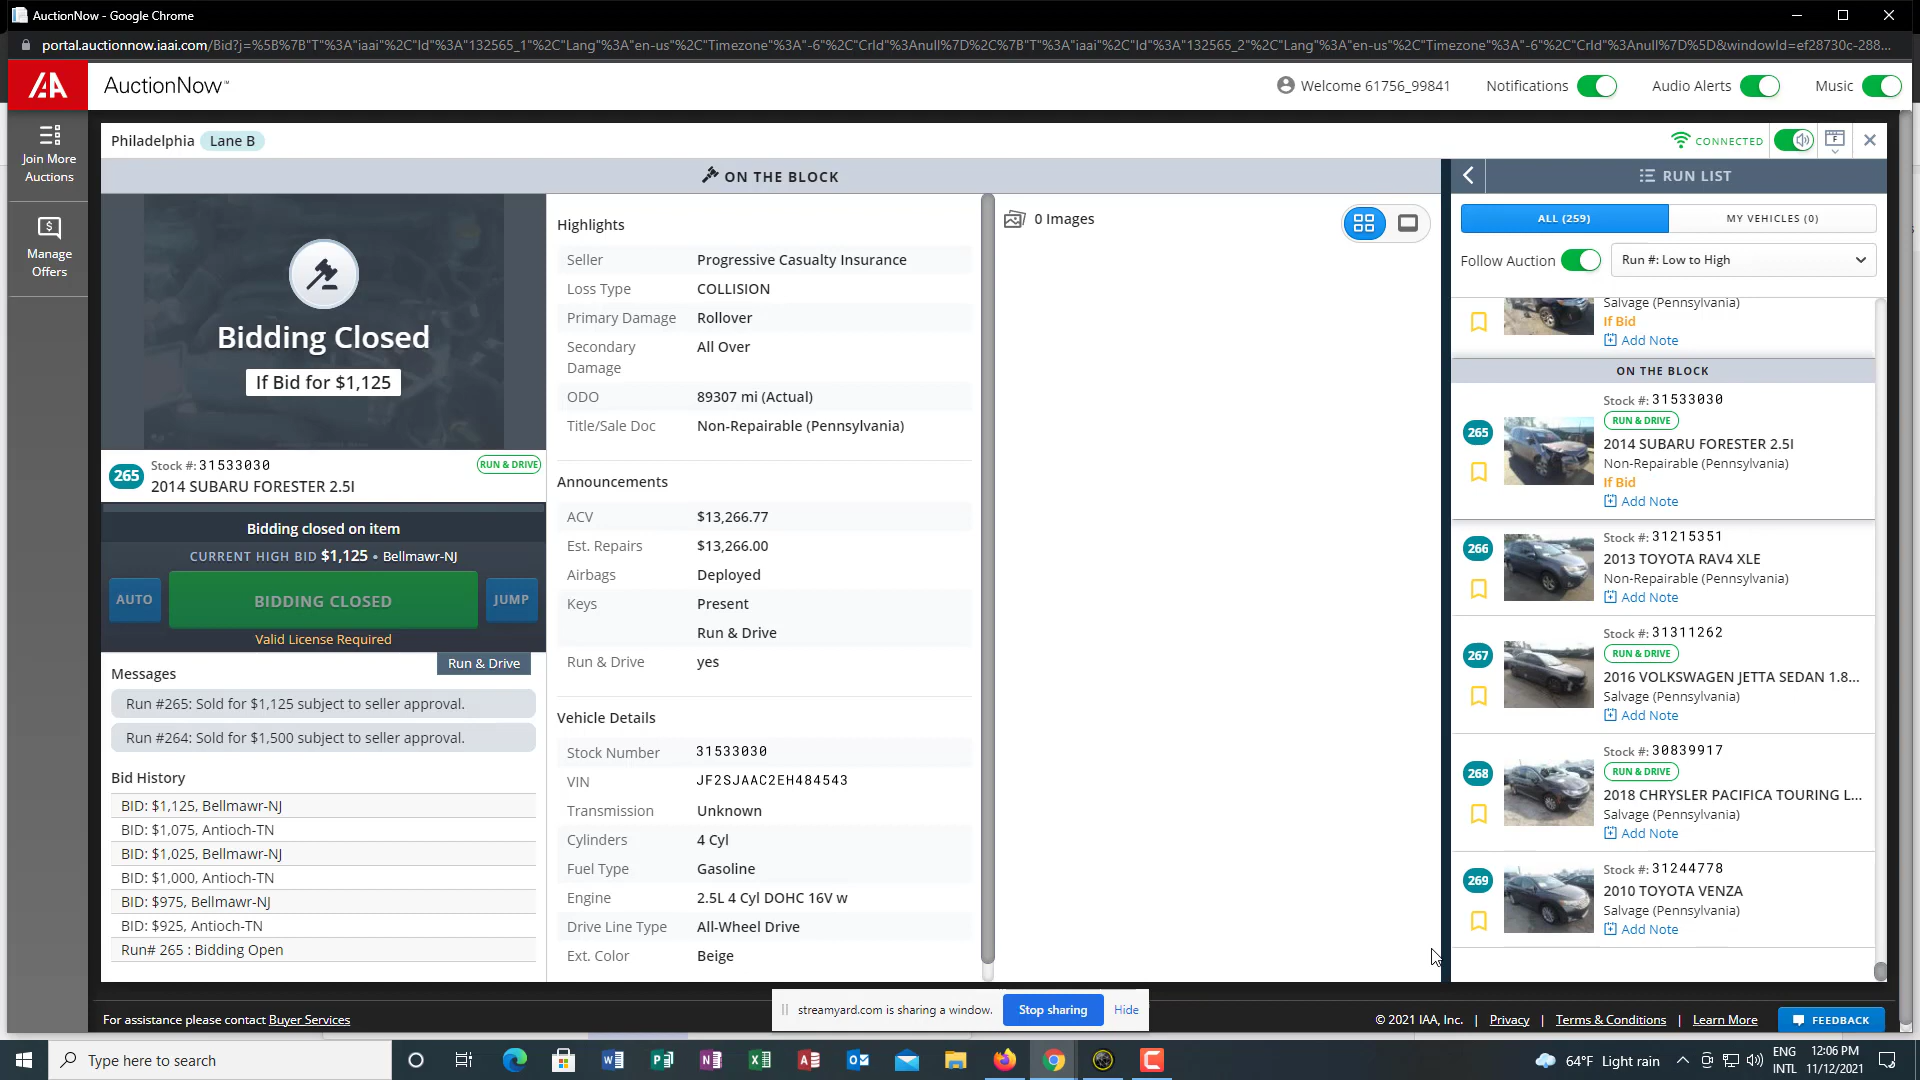 AuctionNow - Google Chrome
portal.auctionnow.iaai.com/Bid?j=%5B%7B"T"%3A"iaai"%2C"Id"%3A"132565_1"%2C"Lang"%3A"en-us"%2C"Timezone"%3A"-6"%2C"CrId"%3Anull%7D%2C%7B"T"%3A"iaai"%2C"Id"%3A"132565_2"%2C"Lang"%3A"en-us"%2C"Timezone"%3A"-6"%2C"CrId"%3Anull%7D%5D&windowId=ef28730c-288...
IAA
AuctionNow™
Welcome 61756_99841
Notifications
Audio Alerts
Music
Join More Auctions
Manage Offers
Philadelphia Lane B
CONNECTED
F
ON THE BLOCK
Bidding Closed
If Bid for $1,125
265
Stock #: 31533030
RUN & DRIVE
2014 SUBARU FORESTER 2.5I
Bidding closed on item
CURRENT HIGH BID $1,125 • Bellmawr-NJ
AUTO
BIDDING CLOSED
JUMP
Valid License Required
Run & Drive
Messages
Run #265: Sold for $1,125 subject to seller approval.
Run #264: Sold for $1,500 subject to seller approval.
Bid History
BID: $1,125, Bellmawr-NJ
BID: $1,075, Antioch-TN
BID: $1,025, Bellmawr-NJ
BID: $1,000, Antioch-TN
BID: $975, Bellmawr-NJ
BID: $925, Antioch-TN
Run# 265 : Bidding Open
Highlights
Seller Progressive Casualty Insurance
Loss Type COLLISION
Primary Damage Rollover
Secondary Damage All Over
ODO 89307 mi (Actual)
Title/Sale Doc Non-Repairable (Pennsylvania)
Announcements
ACV $13,266.77
Est. Repairs $13,266.00
Airbags Deployed
Keys Present
Run & Drive
Run & Drive yes
Vehicle Details
Stock Number 31533030
VIN JF2SJAAC2EH484543
Transmission Unknown
Cylinders 4 Cyl
Fuel Type Gasoline
Engine 2.5L 4 Cyl DOHC 16V w
Drive Line Type All-Wheel Drive
Ext. Color Beige
0 Images
RUN LIST
ALL (259)
MY VEHICLES (0)
Follow Auction
Run #: Low to High
Salvage (Pennsylvania)
If Bid
Add Note
ON THE BLOCK
265
Stock #: 31533030
RUN & DRIVE
2014 SUBARU FORESTER 2.5I
Non-Repairable (Pennsylvania)
If Bid
Add Note
266
Stock #: 31215351
2013 TOYOTA RAV4 XLE
Non-Repairable (Pennsylvania)
Add Note
267
Stock #: 31311262
RUN & DRIVE
2016 VOLKSWAGEN JETTA SEDAN 1.8...
Salvage (Pennsylvania)
Add Note
268
Stock #: 30839917
RUN & DRIVE
2018 CHRYSLER PACIFICA TOURING L...
Salvage (Pennsylvania)
Add Note
269
Stock #: 31244778
2010 TOYOTA VENZA
Salvage (Pennsylvania)
Add Note
streamyard.com is sharing a window.
Stop sharing
Hide
For assistance please contact Buyer Services
© 2021 IAA, Inc. | Privacy | Terms & Conditions | Learn More
FEEDBACK
Type here to search
64°F Light rain
ENG
INTL
12:06 PM
11/12/2021